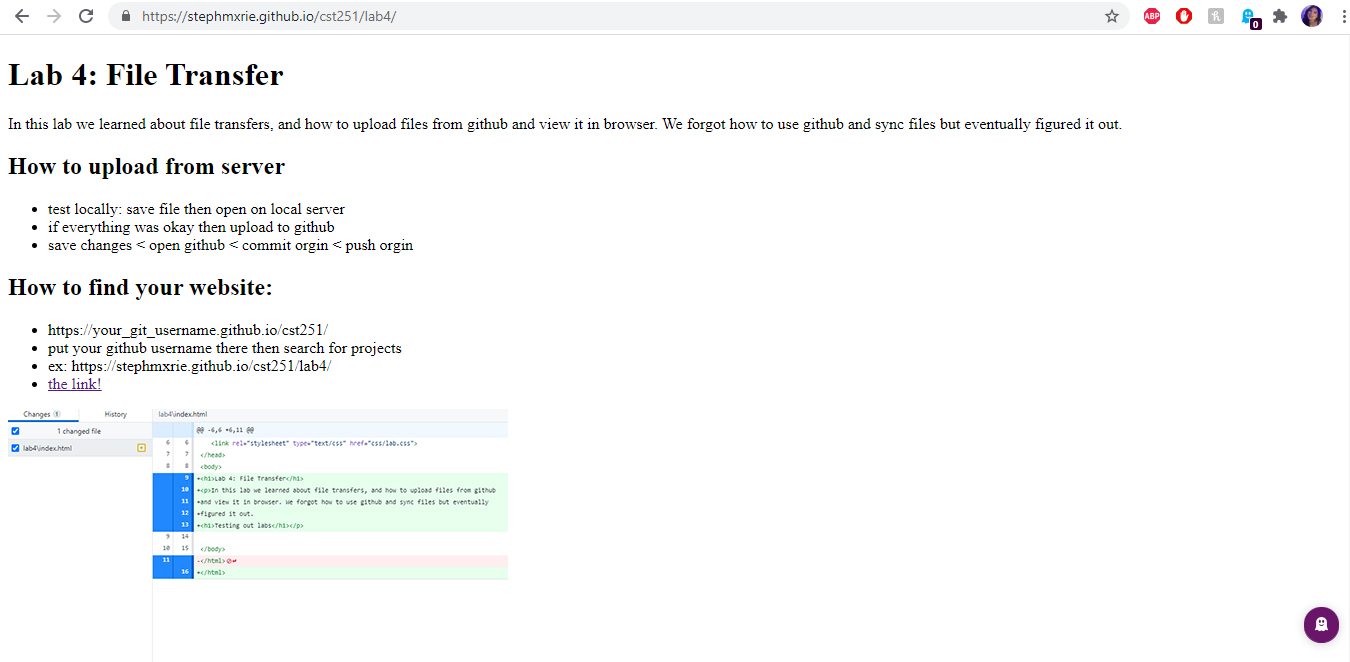 https://stephmxrie.github.io/cst251/lab4/
ABP
0
Lab 4: File Transfer
In this lab we learned about file transfers, and how to upload files from github and view it in browser. We forgot how to use github and sync files but eventually figured it out.
How to upload from server
test locally: save file then open on local server
if everything was okay then upload to github
save changes < open github < commit orgin < push orgin
How to find your website:
https://your_git_username.github.io/cst251/
put your github username there then search for projects
ex: https://stephmxrie.github.io/cst251/lab4/
the link!
Changes 1 History lab4\index.html
1 changed file
lab4\index.html
@@ -6,6 +6,11 @@
6 6 <link rel="stylesheet" type="text/css" href="css/lab.css">
7 7 </head>
8 8 <body>
9 +<h1>Lab 4: File Transfer</h1>
10 +<p>In this lab we learned about file transfers, and how to upload files from github
11 +and view it in browser. We forgot how to use github and sync files but eventually
12 +figured it out.
13 +<h1>Testing out labs</h1></p>
9 14
10 15 </body>
11 -</html>
16 +</html>